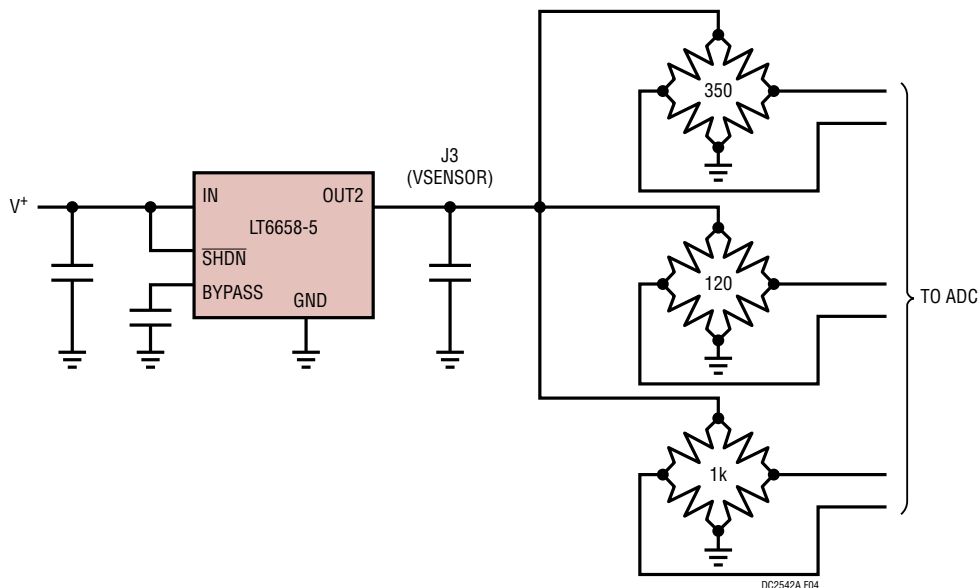 350
J3
(VSENSOR)
V+
IN
OUT2
LT6658-5
SHDN
BYPASS
GND
120
TO ADC
1k
DC2542A F04